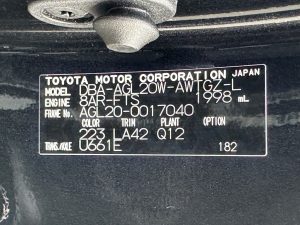 TOYOTA MOTOR CORPORATION JAPAN
MODEL DBA-AGL20W-AWTGZ-L
ENGINE 8AR-FTS 1998 mL
FRAME No. AGL20-0017040
COLOR TRIM PLANT
223 LA42 Q12
TRANS./AXLE U661E 182